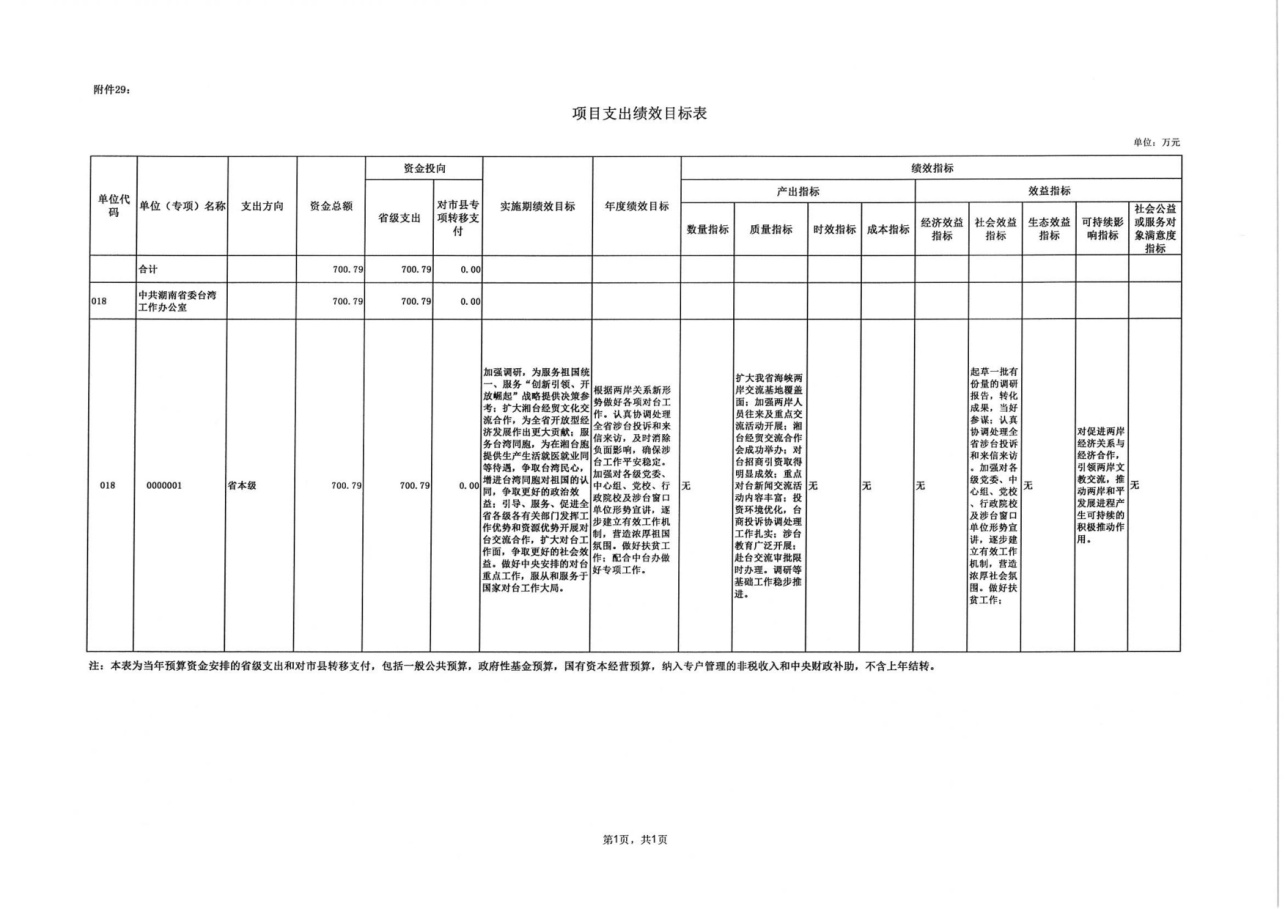 附件29：
项目支出绩效目标表
单位：万元
单位代
码
单位（专项）名称
支出方向
资金总额
资金投向
省级支出
对市县专
项转移支
付
实施期绩效目标
年度绩效目标
绩效指标
产出指标
效益指标
数量指标
质量指标
时效指标
成本指标
经济效益
指标
社会效益
指标
生态效益
指标
可持续影
响指标
社会公益
或服务对
象满意度
指标
合计
700.79
700.79
0.00
018
中共湖南省委台湾
工作办公室
700.79
700.79
0.00
018
0000001
省本级
700.79
700.79
0.00
加强调研，为服务祖国统
一、服务“创新引领、开
放崛起”战略提供决策参
考；扩大湘台经贸文化交
流合作，为全省开放型经
济发展作出更大贡献；服
务台湾同胞，为在湘台胞
提供生产生活就医就业同
等待遇，争取台湾民心，
增进台湾同胞对祖国的认
同，争取更好的政治效
益；引导、服务、促进全
省各级各有关部门发挥工
作优势和资源优势开展对
台交流合作，扩大对台工
作面，争取更好的社会效
益。做好中央安排的对台
重点工作，服从和服务于
国家对台工作大局。
根据两岸关系新形
势做好各项对台工
作。认真协调处理
全省涉台投诉和来
信来访，及时消除
负面影响，确保涉
台工作平安稳定。
加强对各级党委、
中心组、党校、行
政院校及涉台窗口
单位形势宣讲，逐
步建立有效工作机
制，营造浓厚祖国
氛围。做好扶贫工
作；配合中台办做
好专项工作。
无
扩大我省海峡两
岸交流基地覆盖
面；加强两岸人
员往来及重点交
流活动开展；湘
台经贸交流合作
会成功举办；对
台招商引资取得
明显成效；重点
对台新闻交流活
动内容丰富；投
资环境优化，台
商投诉协调处理
工作扎实；涉台
教育广泛开展；
赴台交流审批限
时办理。调研等
基础工作稳步推
进。
无
无
无
起草一批有
份量的调研
报告，转化
成果，当好
参谋；认真
协调处理全
省涉台投诉
和来信来访
。加强对各
级党委、中
心组、党校
、行政院校
及涉台窗口
单位形势宣
讲，逐步建
立有效工作
机制，营造
浓厚社会氛
围。做好扶
贫工作；
无
对促进两岸
经济关系与
经济合作，
引领两岸文
教交流，推
动两岸和平
发展进程产
生可持续的
积极推动作
用。
无
注：本表为当年预算资金安排的省级支出和对市县转移支付，包括一般公共预算，政府性基金预算，国有资本经营预算，纳入专户管理的非税收入和中央财政补助，不含上年结转。
第1页，共1页